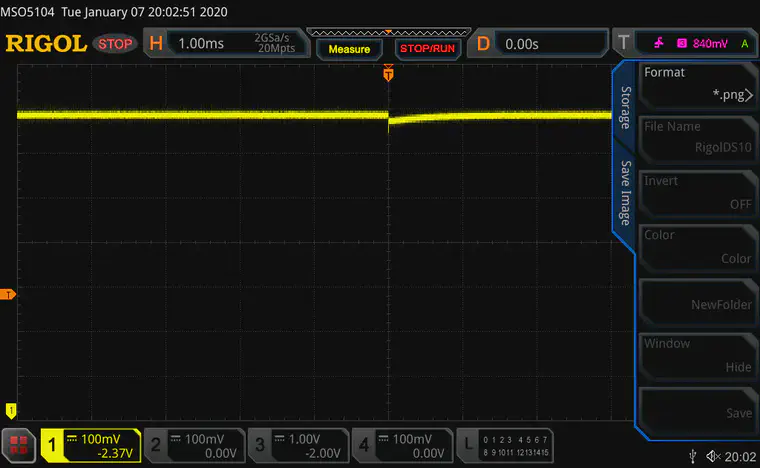 MSO5104 Tue January 07 20:02:51 2020
RIGOL STOP H 1.00ms 2GSa/s 20Mpts Measure STOP/RUN D 0.00s T 840mV A
T
Storage
Save Image
Format
*.png
File Name
RigolDS10
Invert
OFF
Color
Color
NewFolder
Window
Hide
Save
T
1
1 100mV -2.37V
2 100mV 0.00V
3 1.00V -2.00V
4 100mV 0.00V
L 0 1 2 3 4 5 6 7
8 9 10 11 12 13 14 15
20:02